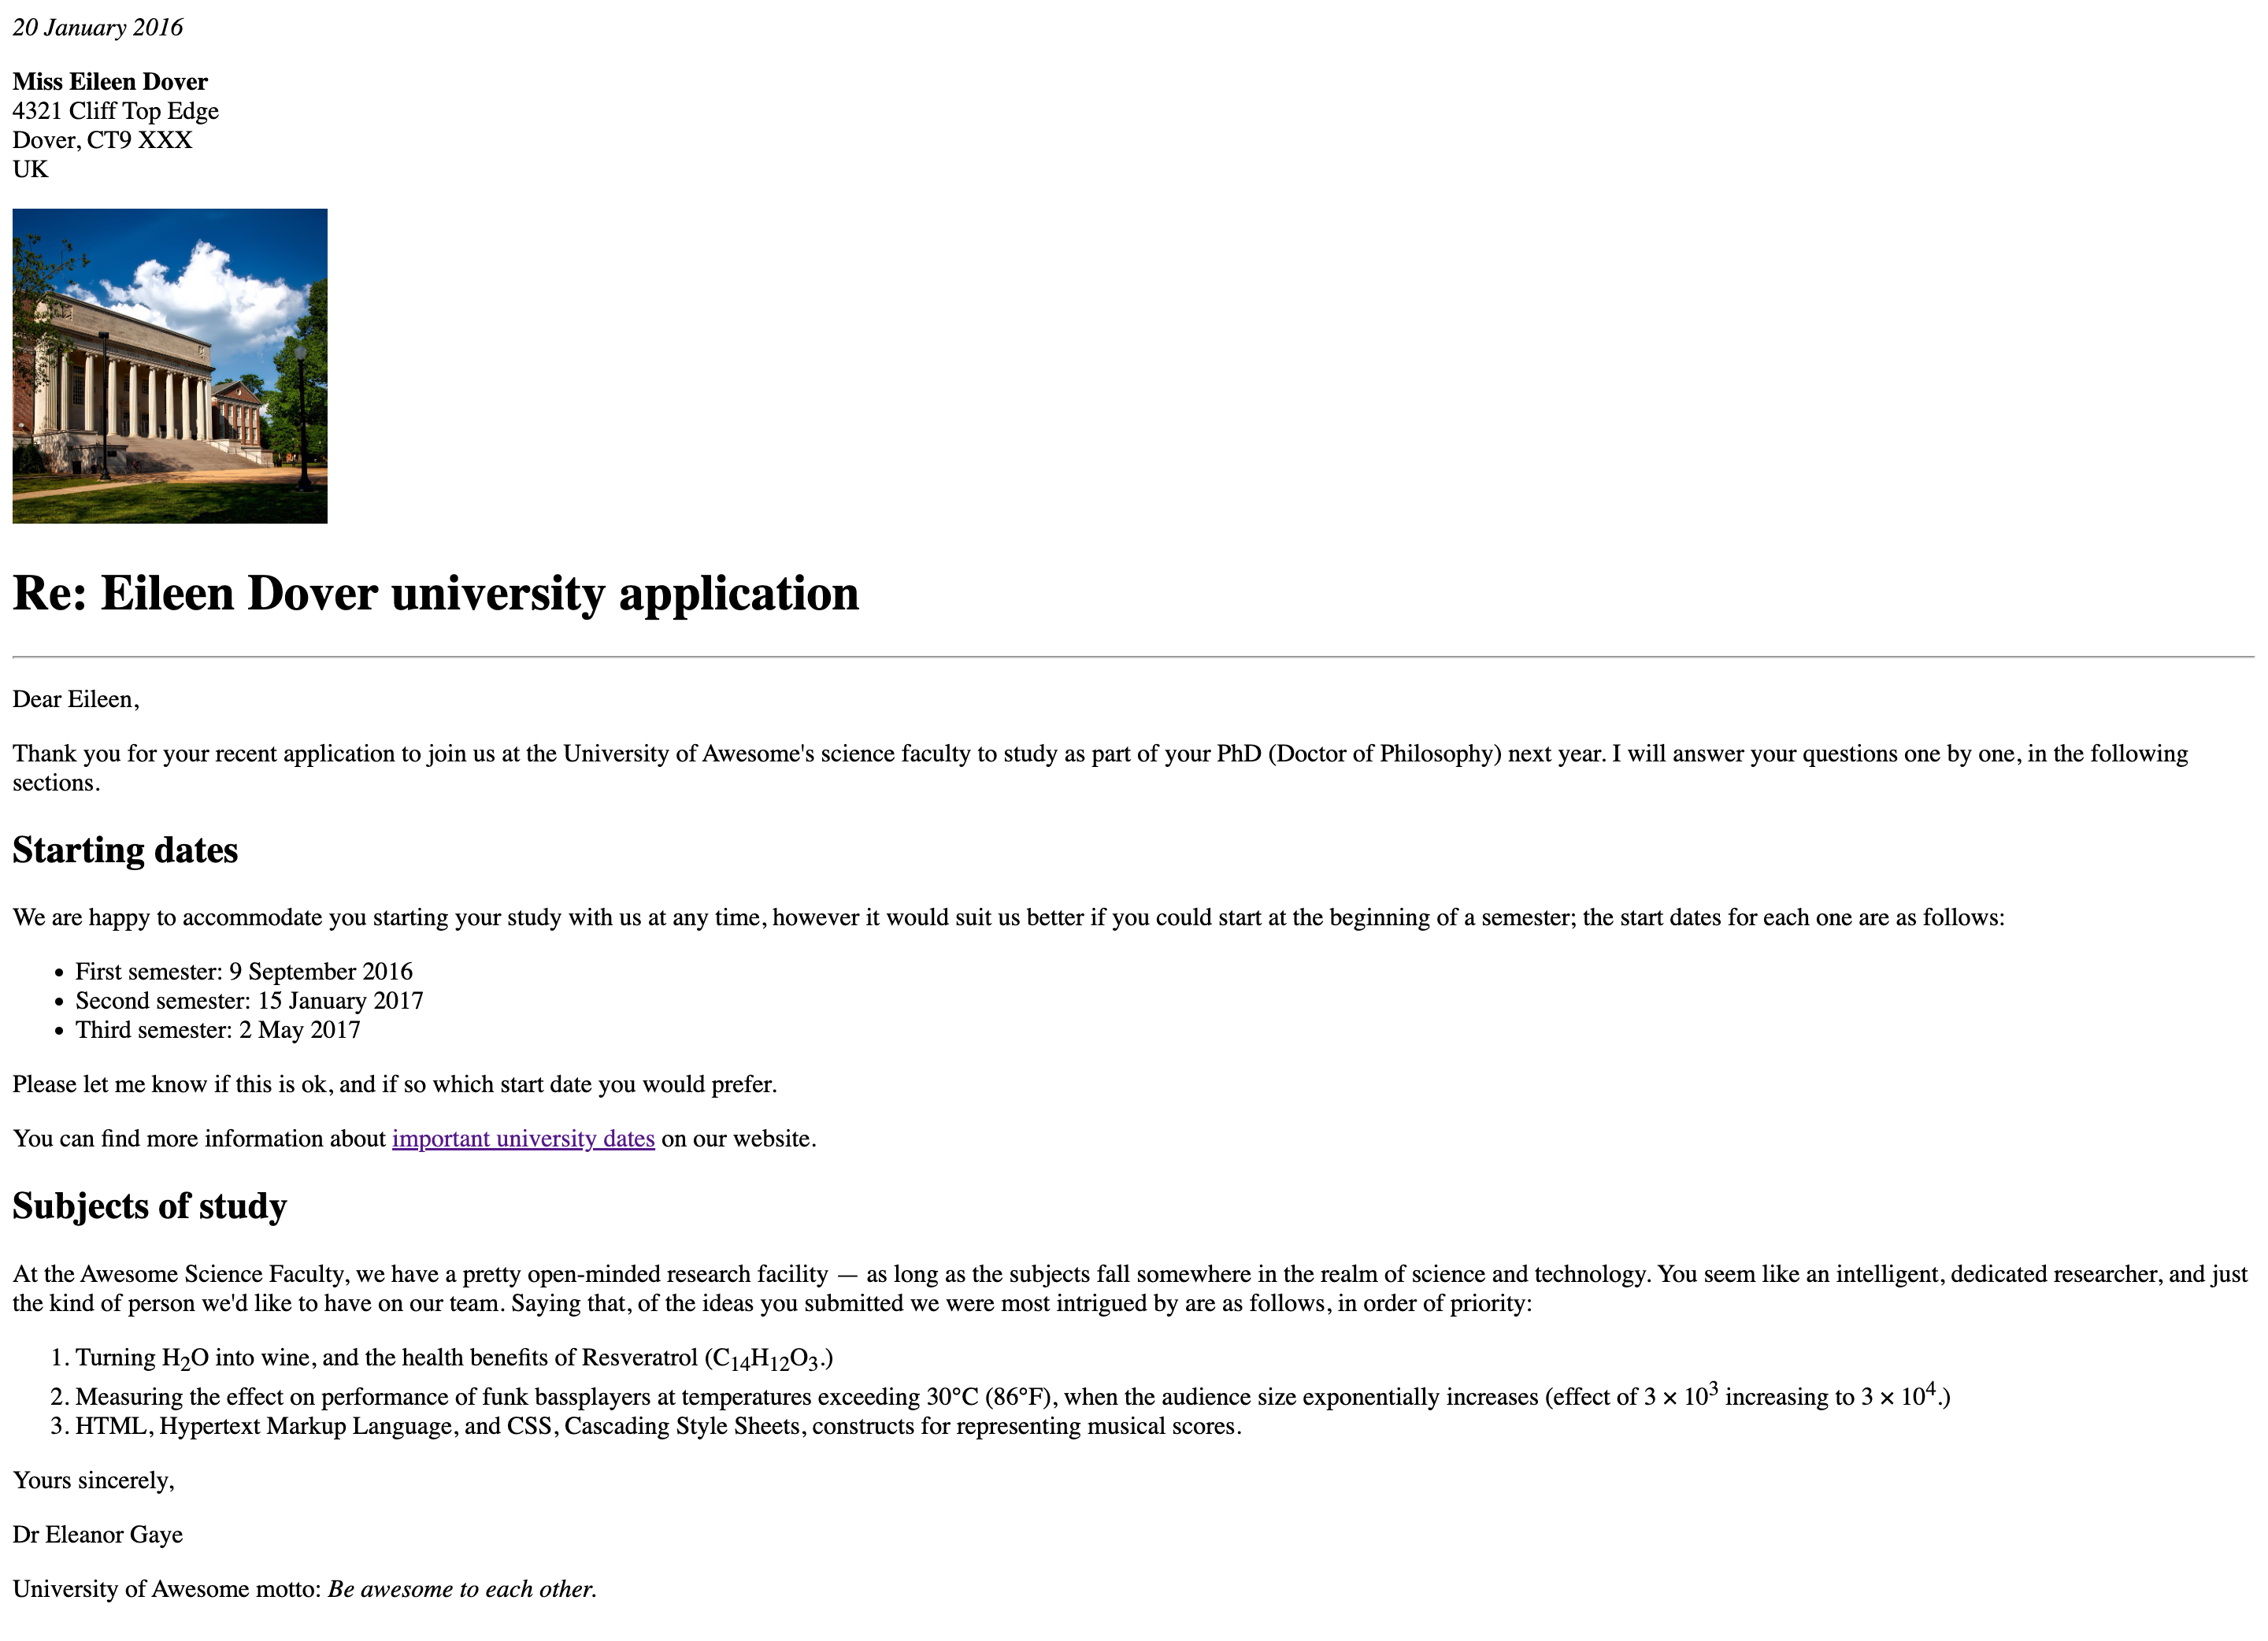 20 January 2016
Miss Eileen Dover
4321 Cliff Top Edge
Dover, CT9 XXX
UK
Re: Eileen Dover university application
Dear Eileen,
Thank you for your recent application to join us at the University of Awesome's science faculty to study as part of your PhD (Doctor of Philosophy) next year. I will answer your questions one by one, in the following
sections.
Starting dates
We are happy to accommodate you starting your study with us at any time, however it would suit us better if you could start at the beginning of a semester; the start dates for each one are as follows:
• First semester: 9 September 2016
• Second semester: 15 January 2017
• Third semester: 2 May 2017
Please let me know if this is ok, and if so which start date you would prefer.
You can find more information about important university dates on our website.
Subjects of study
At the Awesome Science Faculty, we have a pretty open-minded research facility — as long as the subjects fall somewhere in the realm of science and technology. You seem like an intelligent, dedicated researcher, and just
the kind of person we'd like to have on our team. Saying that, of the ideas you submitted we were most intrigued by are as follows, in order of priority:
1. Turning H₂O into wine, and the health benefits of Resveratrol (C₁₄H₁₂O₃.)
2. Measuring the effect on performance of funk bassplayers at temperatures exceeding 30°C (86°F), when the audience size exponentially increases (effect of 3 × 10³ increasing to 3 × 10⁴.)
3. HTML, Hypertext Markup Language, and CSS, Cascading Style Sheets, constructs for representing musical scores.
Yours sincerely,
Dr Eleanor Gaye
University of Awesome motto: Be awesome to each other.